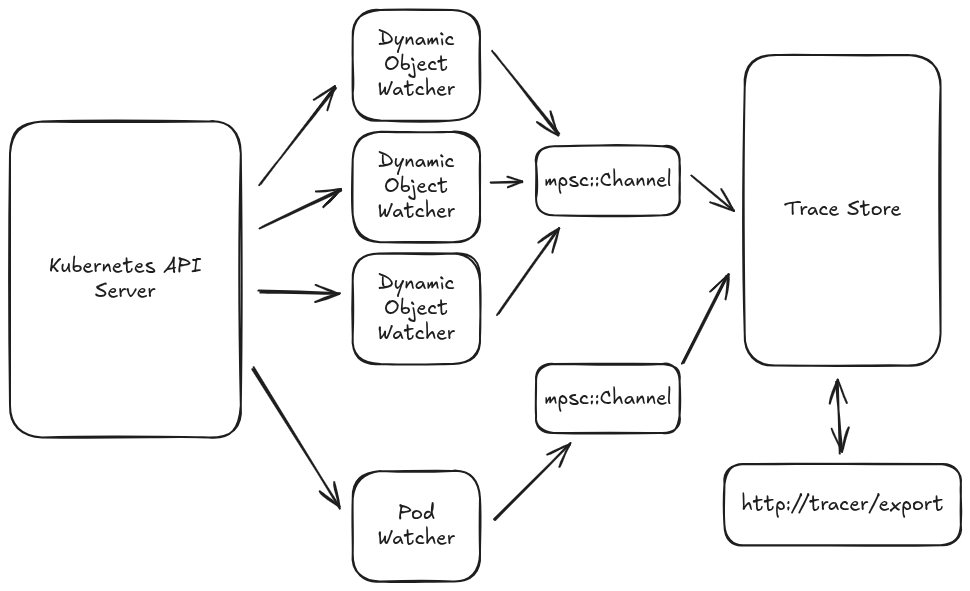 Dynamic
Object
Watcher
Dynamic
Object
Watcher
Dynamic
Object
Watcher
Kubernetes API
Server
mpsc::Channel
Trace Store
mpsc::Channel
Pod
Watcher
http://tracer/export